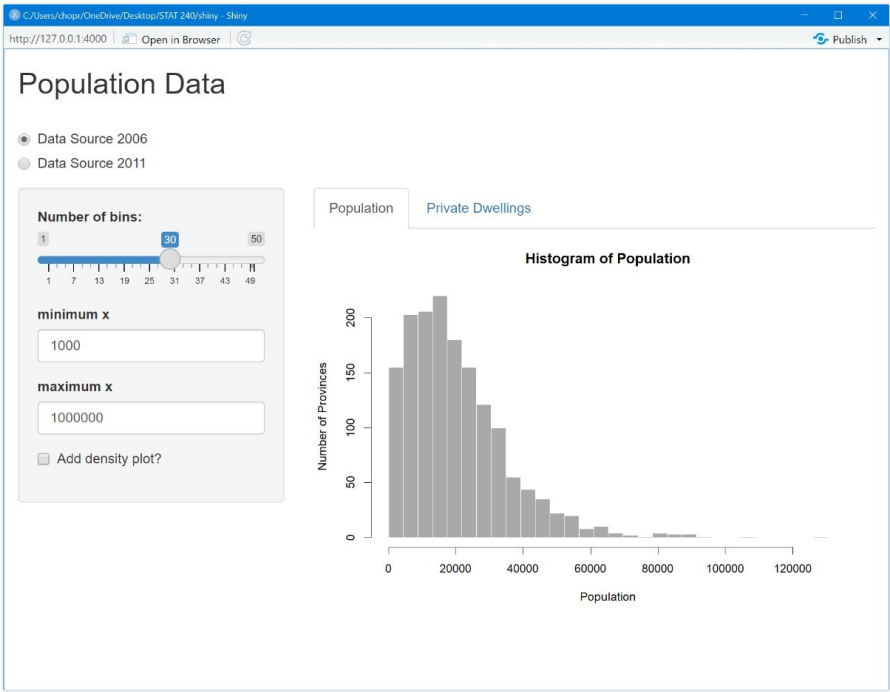 C:/Users/chopr/OneDrive/Desktop/STAT 240/shiny - Shiny
http://127.0.0.1:4000 Open in Browser Publish
Population Data
Data Source 2006
Data Source 2011
Number of bins:
1 30 50
1 7 13 19 25 31 37 43 49
minimum x
1000
maximum x
1000000
Add density plot?
Population Private Dwellings
Histogram of Population
Number of Provinces
200
150
100
50
0
0 20000 40000 60000 80000 100000 120000
Population